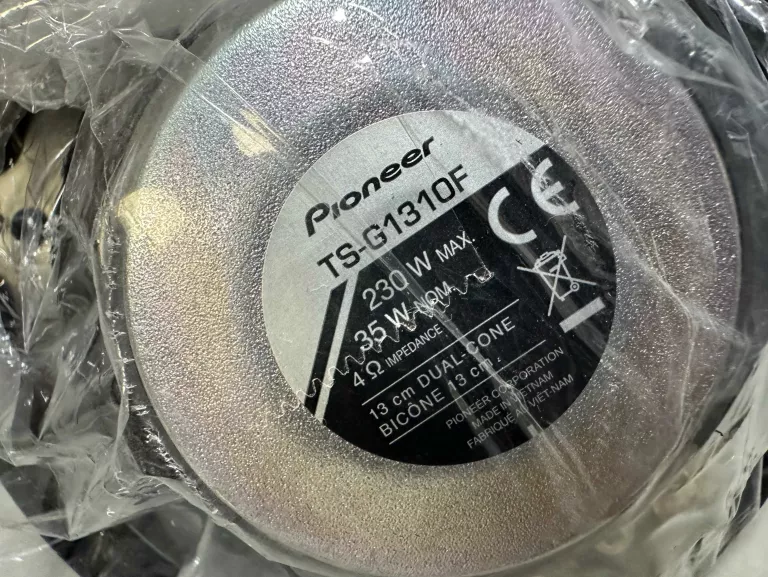 Pioneer
TS-G1310F
CE
230 W MAX.
35 W NOM.
4 Ω IMPEDANCE
13 cm DUAL-CONE
BICÔNE 13 cm
PIONEER CORPORATION
MADE IN VIETNAM
FABRIQUÉ AU VIÊT-NAM